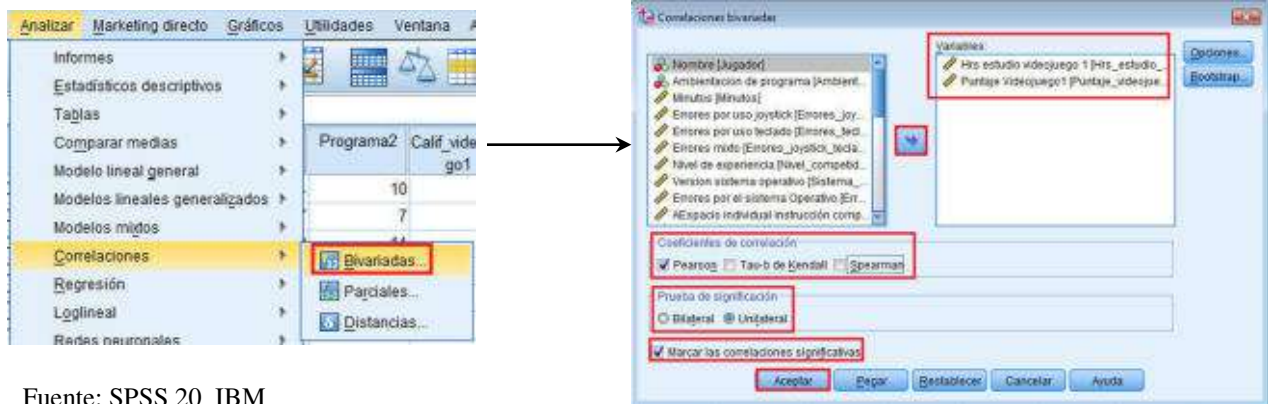 Analizar Marketing directo Gráficos Utilidades Ventana
Informes
Estadísticos descriptivos
Tablas
Comparar medias
Modelo lineal general
Modelos lineales generalizados
Modelos mixtos
Correlaciones
Regresión
Loglineal
Redes neuronales
Bivariadas...
Parciales...
Distancias...
Programa2 Calif_vide
go1
10
7
Fuente: SPSS 20 IBM
Correlaciones bivariadas
Nombre [Jugador]
Ambientación de programa [Ambient...
Minutos [Minutos]
Errores por uso joystick [Errores_joy...
Errores por uso teclado [Errores_tecl...
Errores mixto [Errores_joystick_tecla...
Nivel de experiencia [Nivel_competid...
Version sistema operativo [Sistema_...
Errores por el sistema Operativo [Err...
AEspacio individual instrucción comp...
Variables:
Hrs estudio videojuego 1 [Hrs_estudio_...
Puntaje Videojuego1 [Puntaje_videojue...
Opciones...
Bootstrap...
Coeficientes de correlación
Pearson Tau-b de Kendall Spearman
Prueba de significación
Bilateral Unilateral
Marcar las correlaciones significativas
Aceptar Pegar Restablecer Cancelar Ayuda